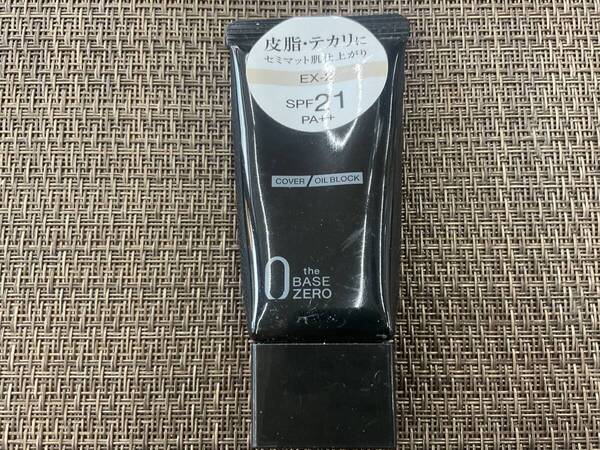 皮脂・テカリに
セミマット肌仕上がり
EX-2
SPF21
PA++
COVER/OIL BLOCK
0 the
BASE
ZERO